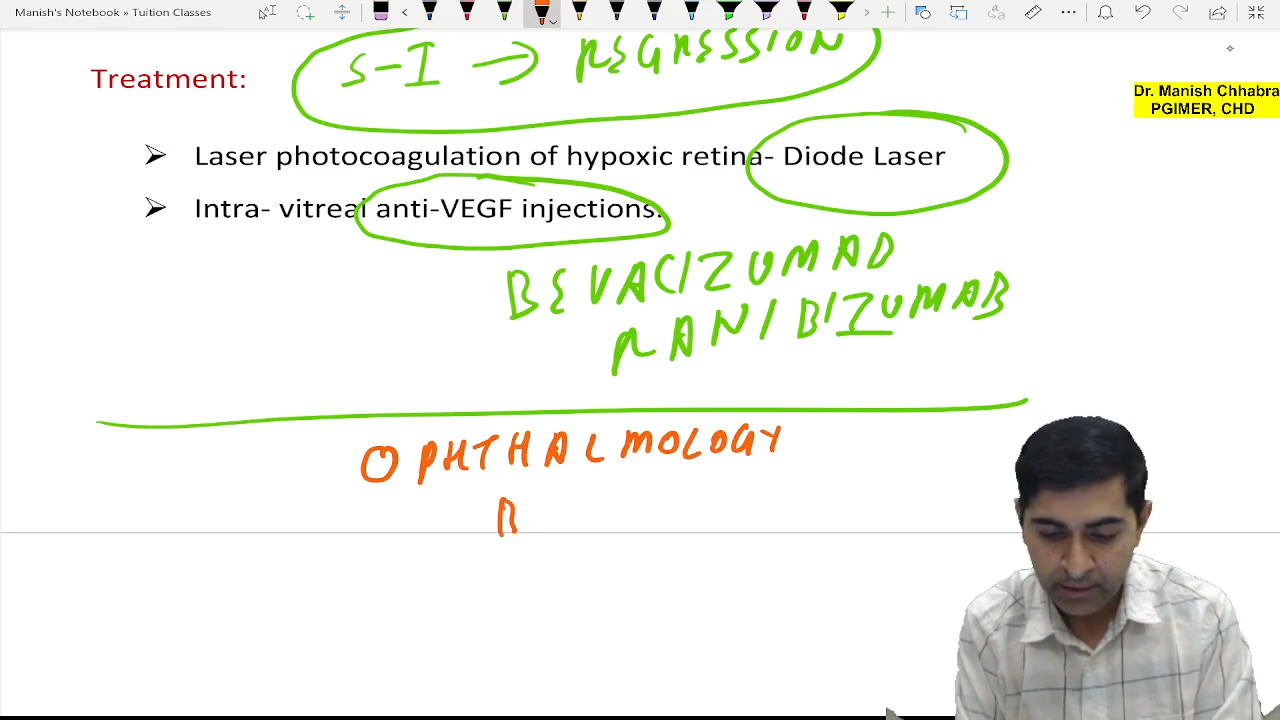 Manish's Notebook » Tuition Classes
S-I → REGRESSION
Treatment:
Dr. Manish Chhabra
PGIMER, CHD
➢ Laser photocoagulation of hypoxic retina- Diode Laser
➢ Intra- vitreal anti-VEGF injections.
BEVACIZUMAB
RANIBIZUMAB
OPHTHALMOLOGY